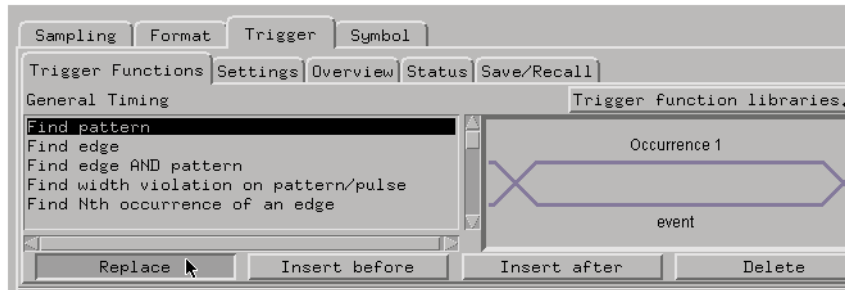 Sampling Format Trigger Symbol
Trigger Functions Settings Overview Status Save/Recall
General Timing Trigger function libraries.
Find pattern
Find edge
Find edge AND pattern
Find width violation on pattern/pulse
Find Nth occurrence of an edge
Occurrence 1
event
Replace Insert before Insert after Delete